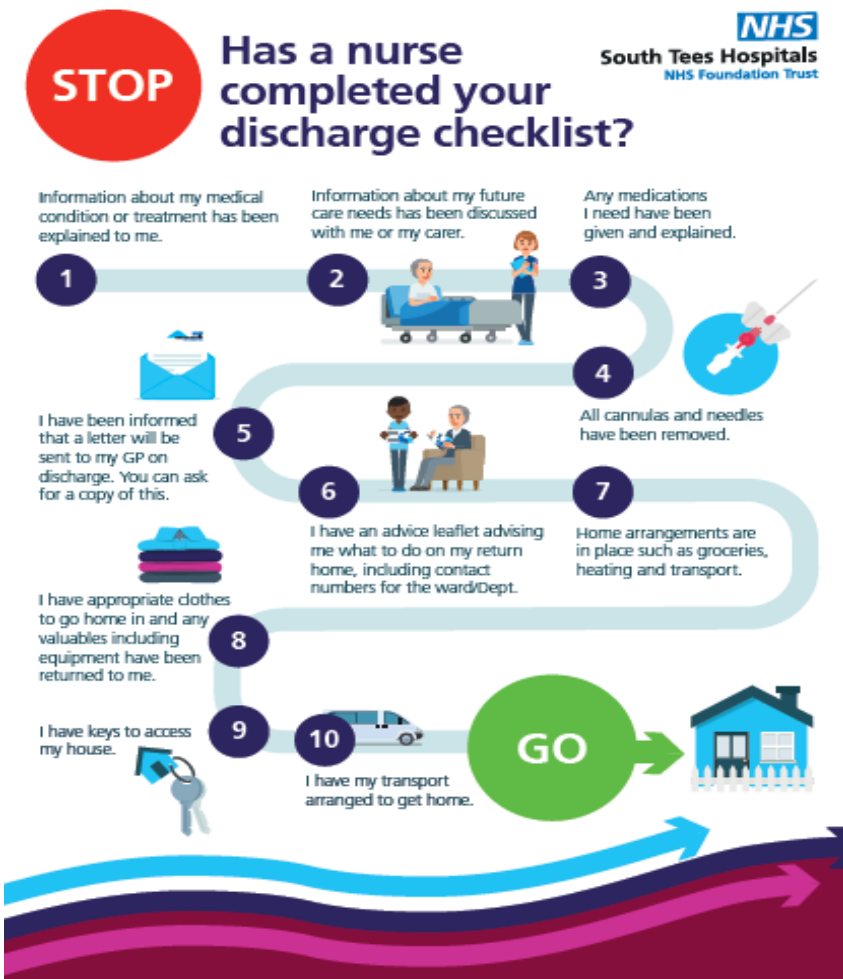 STOP
Has a nurse
completed your
discharge checklist?
NHS
South Tees Hospitals
NHS Foundation Trust
Information about my medical
condition or treatment has been
explained to me.
1
Information about my future
care needs has been discussed
with me or my carer.
2
Any medications
I need have been
given and explained.
3
4
All cannulas and needles
have been removed.
I have been informed
that a letter will be
sent to my GP on
discharge. You can ask
for a copy of this.
5
6
I have an advice leaflet advising
me what to do on my return
home, including contact
numbers for the ward/Dept.
7
Home arrangements are
in place such as groceries,
heating and transport.
I have appropriate clothes
to go home in and any
valuables including
equipment have been
returned to me.
8
I have keys to access
my house.
9
10
I have my transport
arranged to get home.
GO